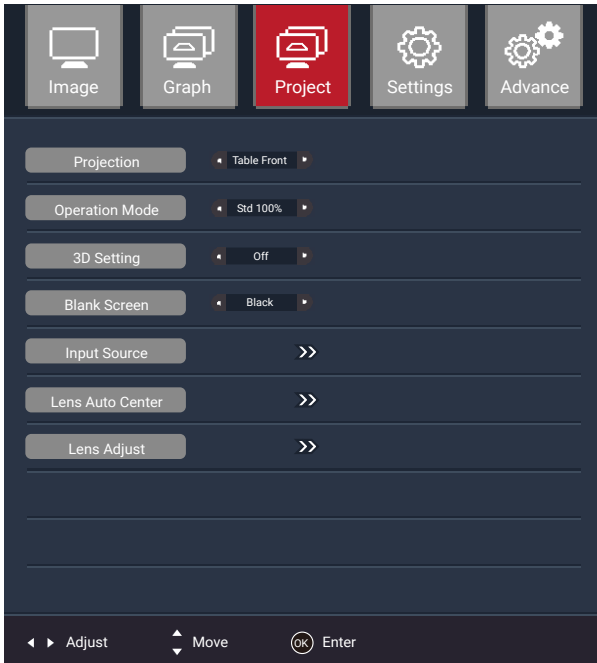 Image Graph Project Settings Advance
Projection Table Front
Operation Mode Std 100%
3D Setting Off
Blank Screen Black
Input Source
Lens Auto Center
Lens Adjust
Adjust Move OK Enter